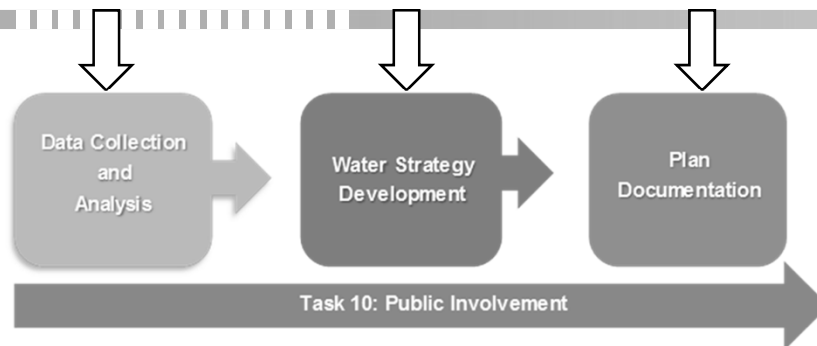 Data Collection
and
Analysis
Water Strategy
Development
Plan
Documentation
Task 10: Public Involvement